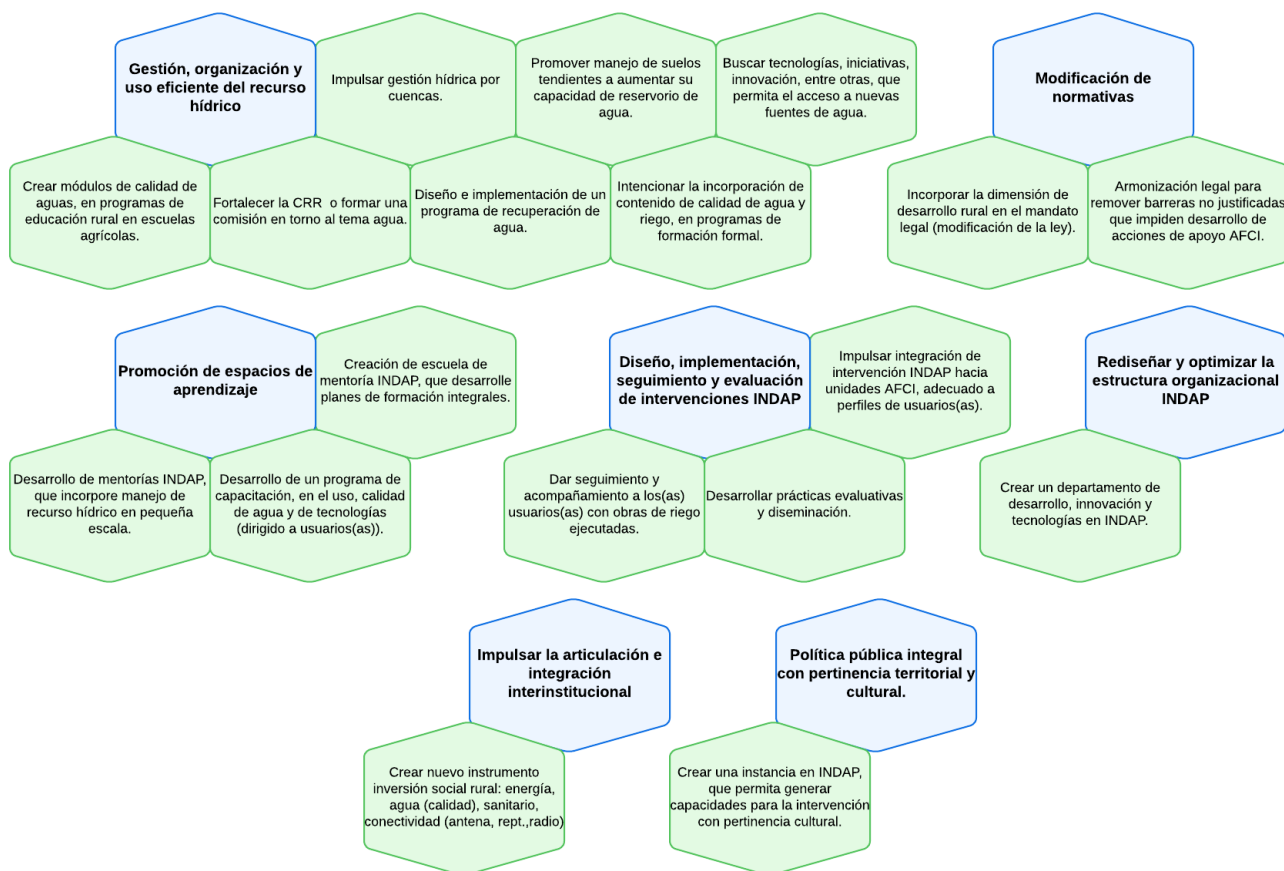 Gestión, organización y
uso eficiente del recurso
hídrico
Impulsar gestión hídrica por
cuencas.
Promover manejo de suelos
tendientes a aumentar su
capacidad de reservorio de
agua.
Buscar tecnologías, iniciativas,
innovación, entre otras, que
permita el acceso a nuevas
fuentes de agua.
Crear módulos de calidad de
aguas, en programas de
educación rural en escuelas
agrícolas.
Fortalecer la CRR o formar una
comisión en torno al tema agua.
Diseño e implementación de un
programa de recuperación de
agua.
Intencionar la incorporación de
contenido de calidad de agua y
riego, en programas de
formación formal.
Modificación de
normativas
Incorporar la dimensión de
desarrollo rural en el mandato
legal (modificación de la ley).
Armonización legal para
remover barreras no justificadas
que impiden desarrollo de
acciones de apoyo AFCI.
Promoción de espacios de
aprendizaje
Creación de escuela de
mentoría INDAP, que desarrolle
planes de formación integrales.
Desarrollo de mentorías INDAP,
que incorpore manejo de
recurso hídrico en pequeña
escala.
Desarrollo de un programa de
capacitación, en el uso, calidad
de agua y de tecnologías
(dirigido a usuarios(as)).
Diseño, implementación,
seguimiento y evaluación
de intervenciones INDAP
Impulsar integración de
intervención INDAP hacia
unidades AFCI, adecuado a
perfiles de usuarios(as).
Dar seguimiento y
acompañamiento a los(as)
usuarios(as) con obras de riego
ejecutadas.
Desarrollar prácticas evaluativas
y diseminación.
Rediseñar y optimizar la
estructura organizacional
INDAP
Crear un departamento de
desarrollo, innovación y
tecnologías en INDAP.
Impulsar la articulación e
integración
interinstitucional
Crear nuevo instrumento
inversión social rural: energía,
agua (calidad), sanitario,
conectividad (antena, rept.,radio)
Política pública integral
con pertinencia territorial y
cultural.
Crear una instancia en INDAP,
que permita generar
capacidades para la intervención
con pertinencia cultural.